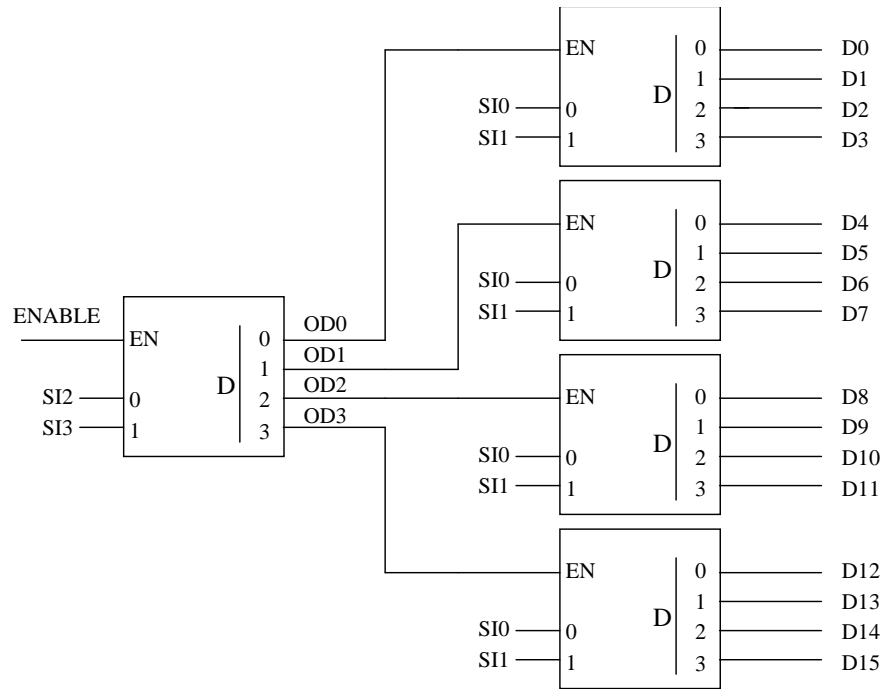 EN 0 D0
1 D1
D
SI0 0 2 D2
SI1 1 3 D3
EN 0 D4
1 D5
D
SI0 0 2 D6
SI1 1 3 D7
ENABLE
EN 0 OD0
1 OD1
D
SI2 0 2 OD2
SI3 1 3 OD3
EN 0 D8
1 D9
D
SI0 0 2 D10
SI1 1 3 D11
EN 0 D12
1 D13
D
SI0 0 2 D14
SI1 1 3 D15